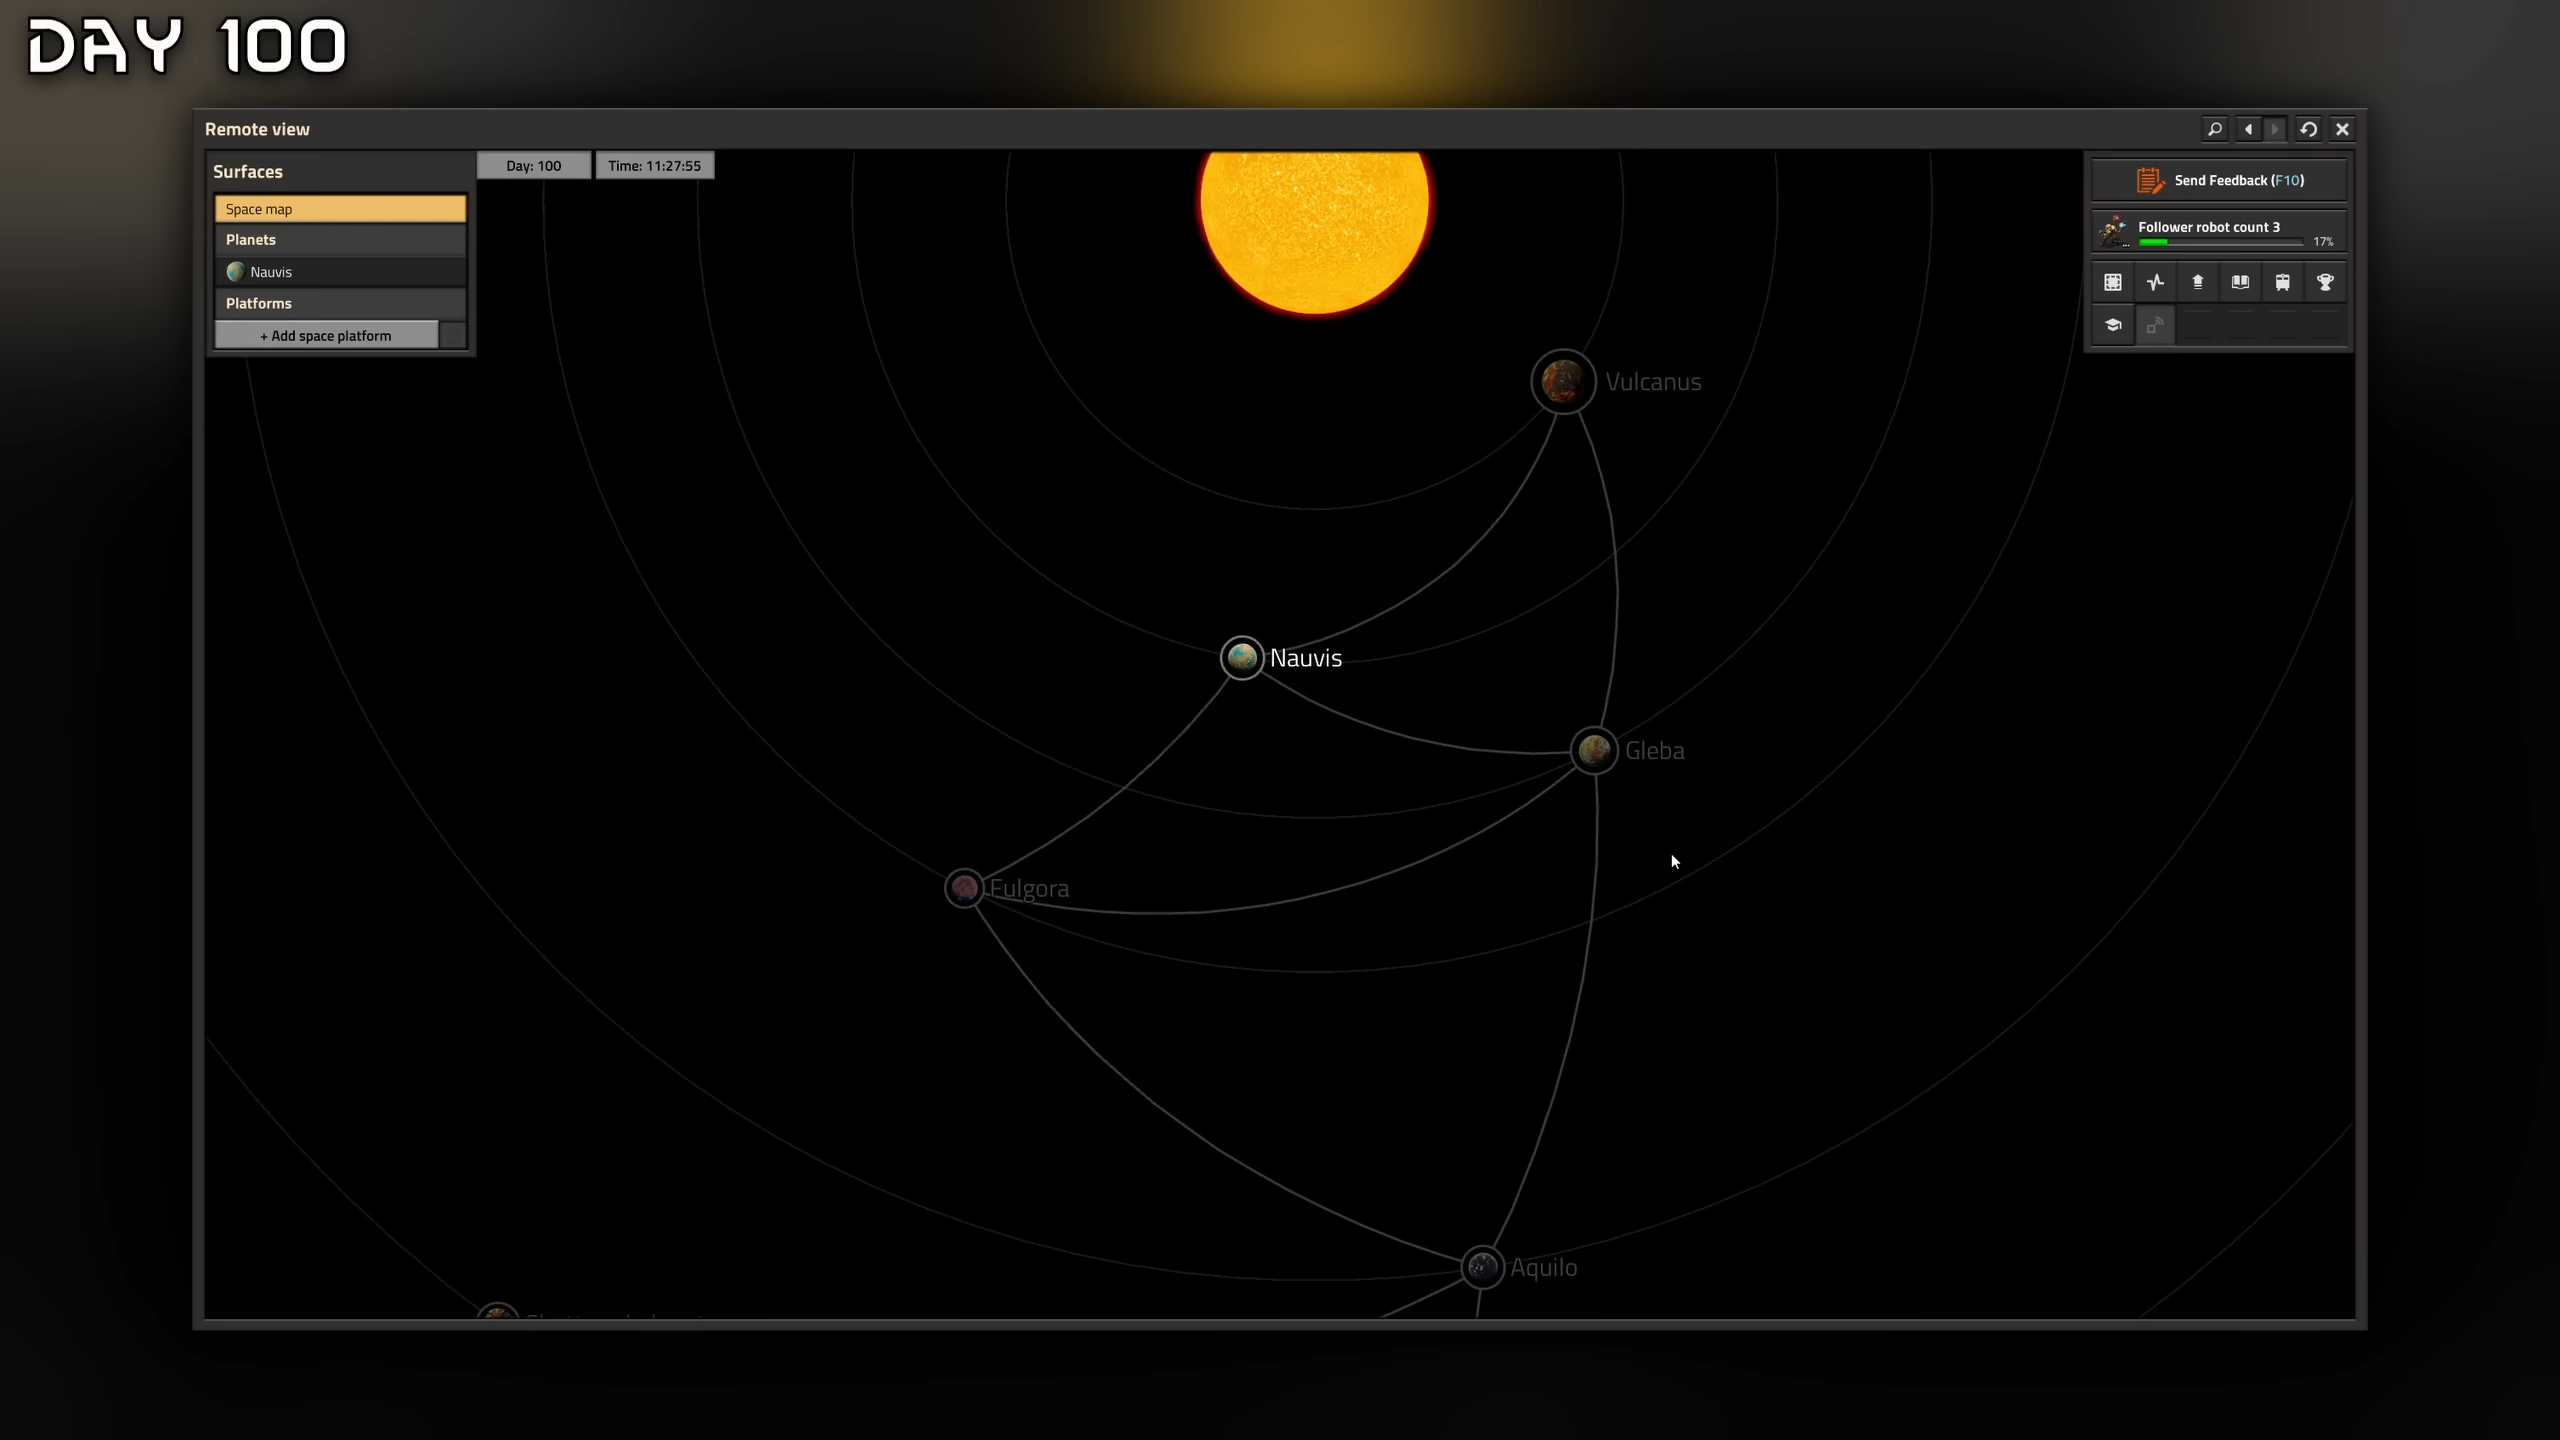 DAY 100
Remote view
Surfaces
Space map
Planets
Nauvis
Platforms
+ Add space platform
Day: 100
Time: 11:27:55
Send Feedback (F10)
Follower robot count 3
17%
Vulcanus
Nauvis
Gleba
Fulgora
Aquilo